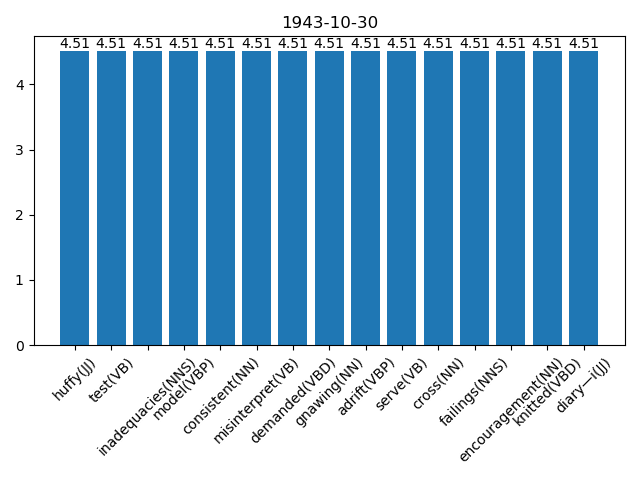 1943-10-30
4.51 4.51 4.51 4.51 4.51 4.51 4.51 4.51 4.51 4.51 4.51 4.51 4.51 4.51 4.51
4
3
2
1
0
huffy(JJ)
test(VB)
inadequacies(NNS)
model(VBP)
consistent(NN)
misinterpret(VB)
demanded(VBD)
gnawing(NN)
adrift(VBP)
serve(VB)
cross(NN)
failings(NNS)
encouragement(NN)
knitted(VBD)
diary—i(JJ)